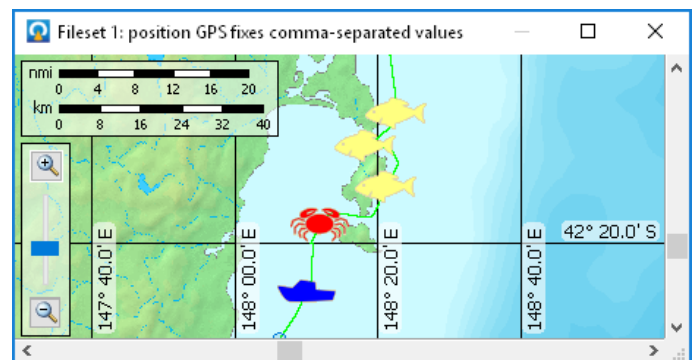 Fileset 1: position GPS fixes comma-separated values
nmi
0 4 8 12 16 20
km
0 8 16 24 32 40
42° 20.0' S
147° 40.0' E
148° 00.0' E
148° 20.0' E
148° 40.0' E